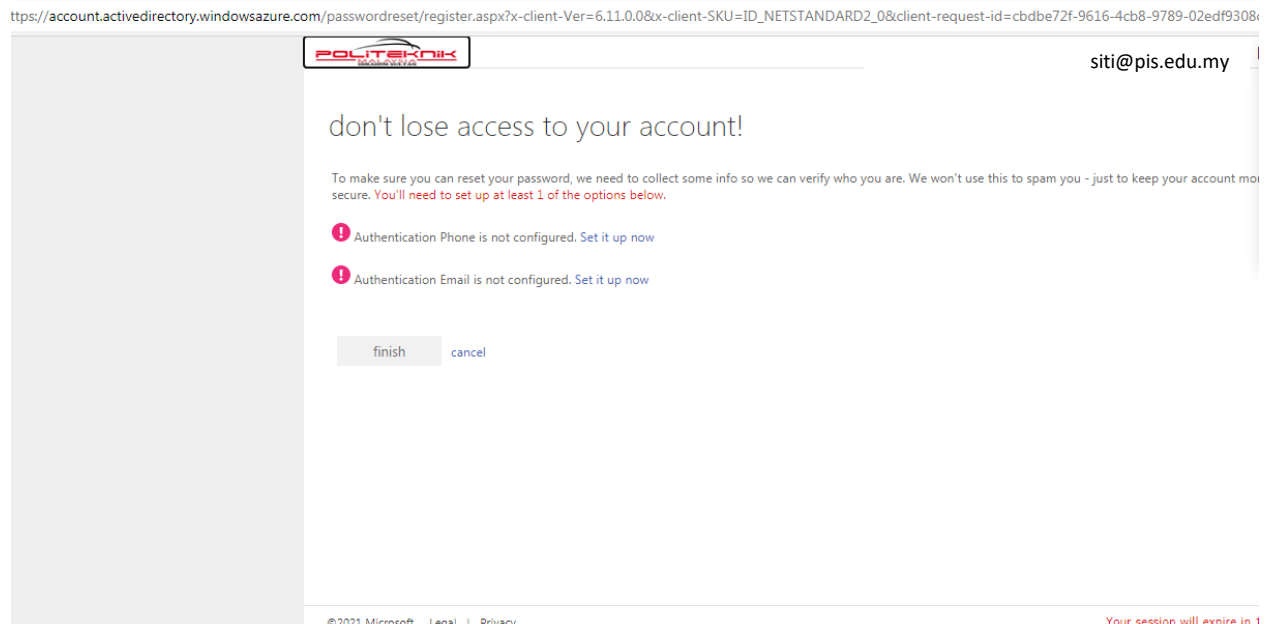 ttps://account.activedirectory.windowsazure.com/passwordreset/register.aspx?x-client-Ver=6.11.0.0&x-client-SKU=ID_NETSTANDARD2_0&client-request-id=cbdbe72f-9616-4cb8-9789-02edf9308
POLiTEKNiK
MALAYSIA
siti@pis.edu.my
don't lose access to your account!
To make sure you can reset your password, we need to collect some info so we can verify who you are. We won't use this to spam you - just to keep your account mo
secure. You'll need to set up at least 1 of the options below.
! Authentication Phone is not configured. Set it up now
! Authentication Email is not configured. Set it up now
finish cancel
©2021 Microsoft Legal | Privacy
Your session will expire in 1